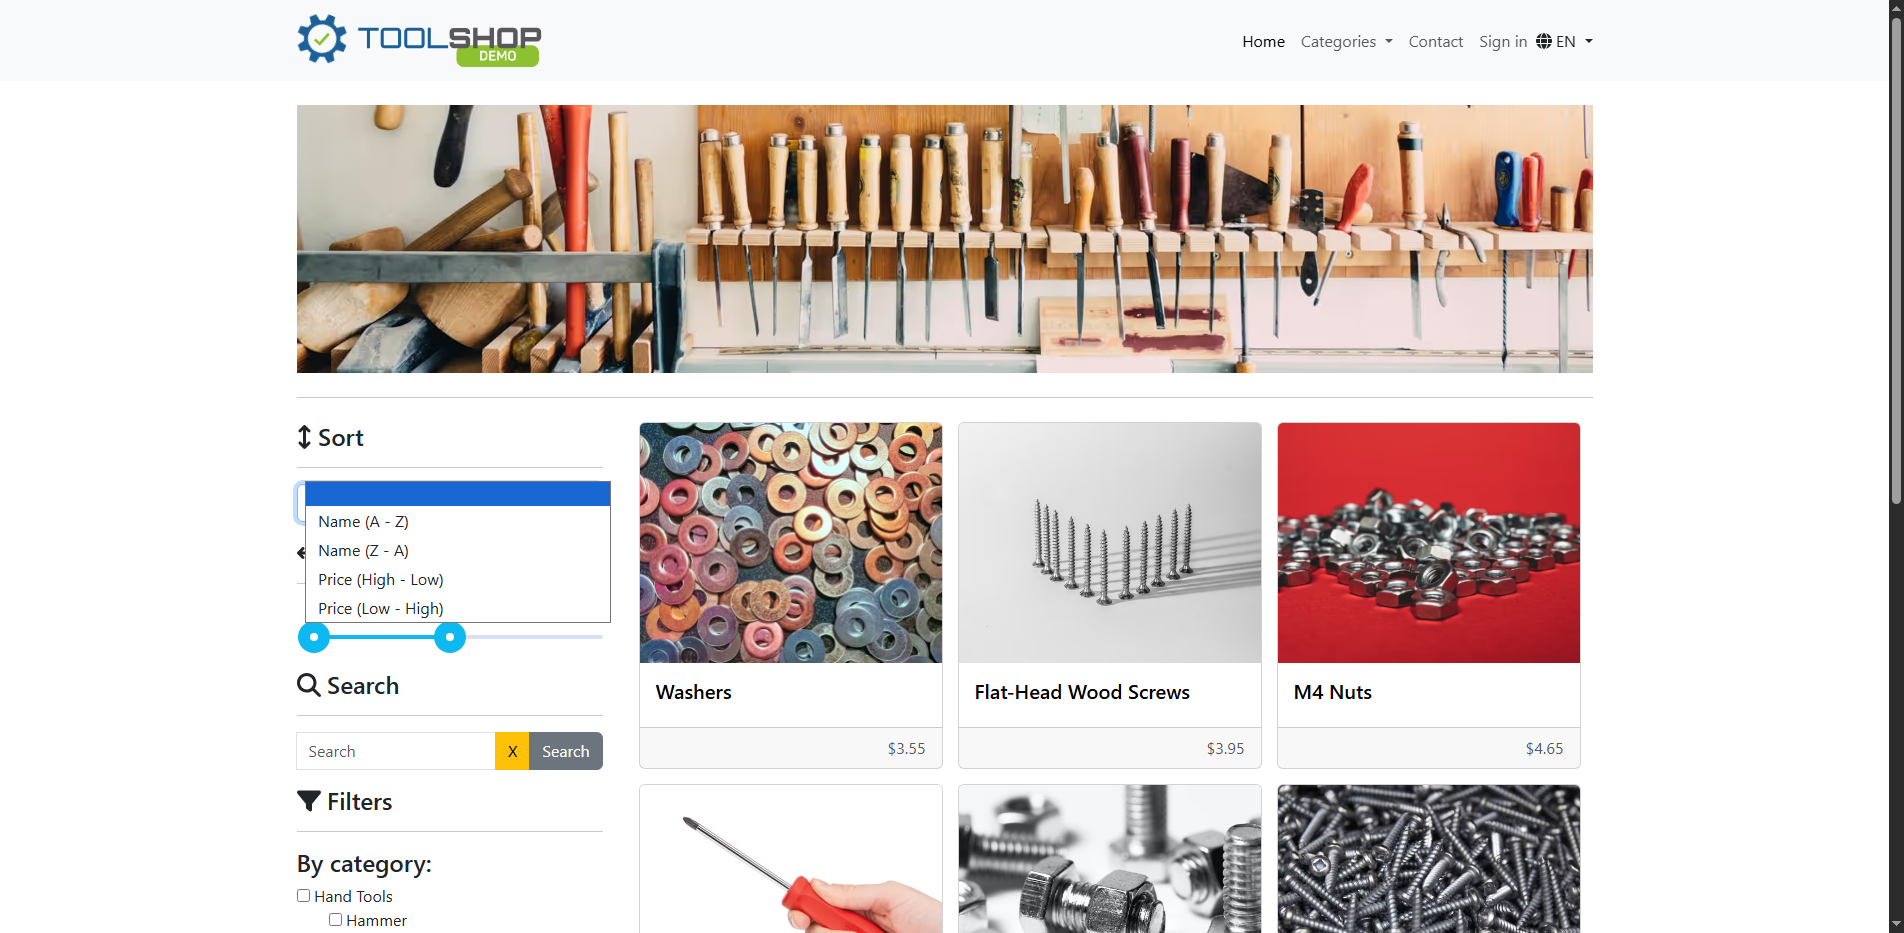 TOOLSHOP
DEMO
Home Categories Contact Sign in EN
Sort
Name (A - Z)
Name (Z - A)
Price (High - Low)
Price (Low - High)
Search
Search X Search
Filters
By category:
Hand Tools
Hammer
Washers
$3.55
Flat-Head Wood Screws
$3.95
M4 Nuts
$4.65